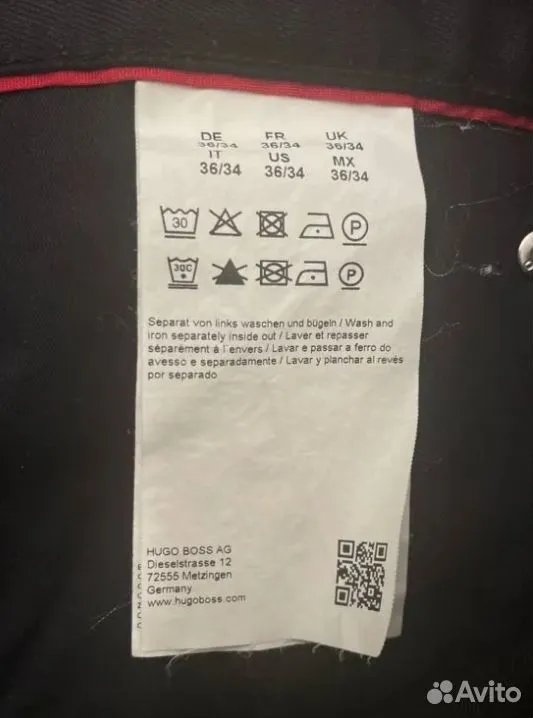 DE FR UK
36/34 36/34 36/34
IT US MX
36/34 36/34 36/34
30 P
30C P
Separat von links waschen und bügeln / Wash and
iron separately inside out / Laver et repasser
séparément à l'envers / Lavar e passar a ferro do
avesso e separadamente / Lavar y planchar al revés
por separado
HUGO BOSS AG
Dieselstrasse 12
72555 Metzingen
Germany
www.hugoboss.com
Avito